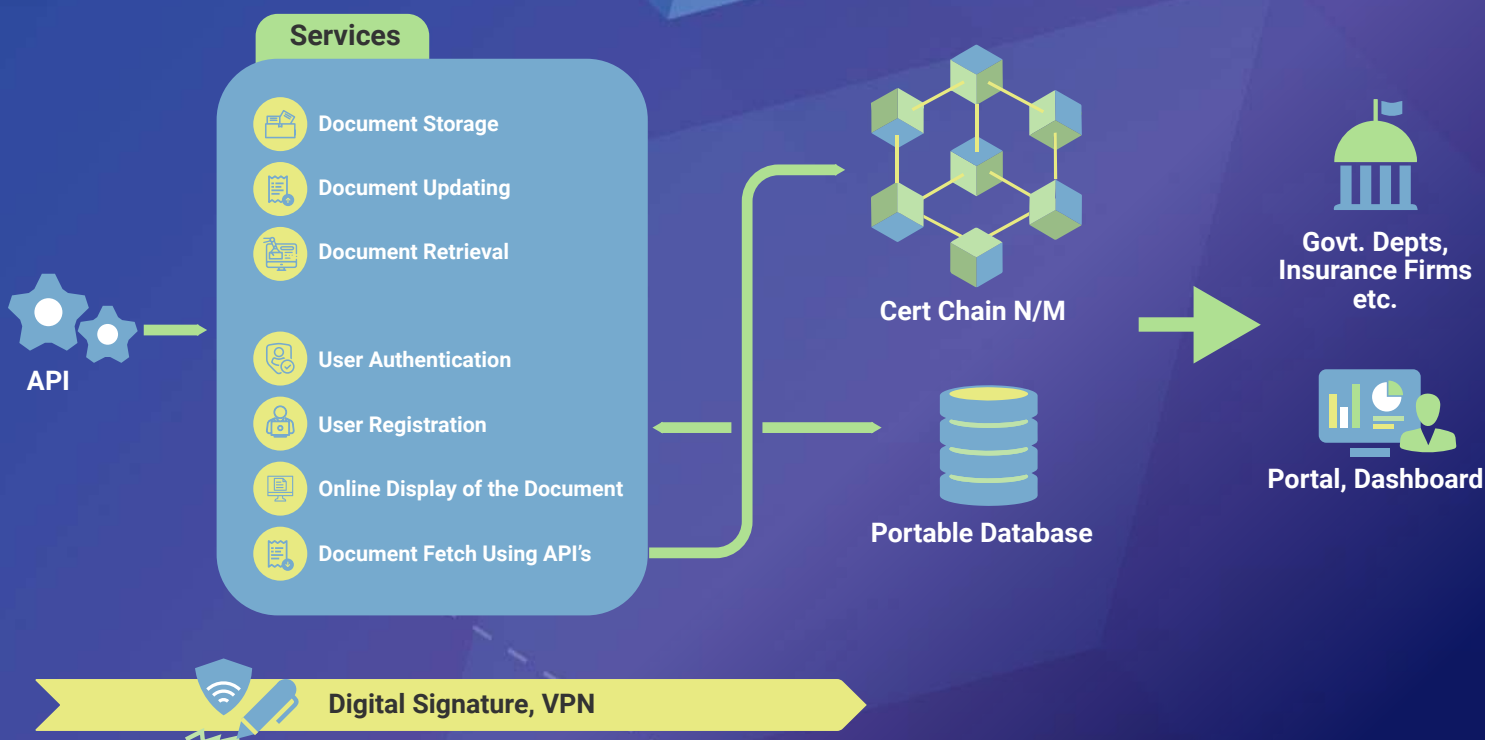 Services
Document Storage
Document Updating
Document Retrieval
User Authentication
User Registration
Online Display of the Document
Document Fetch Using API's
API
Cert Chain N/M
Portable Database
Govt. Depts,
Insurance Firms
etc.
Portal, Dashboard
Digital Signature, VPN